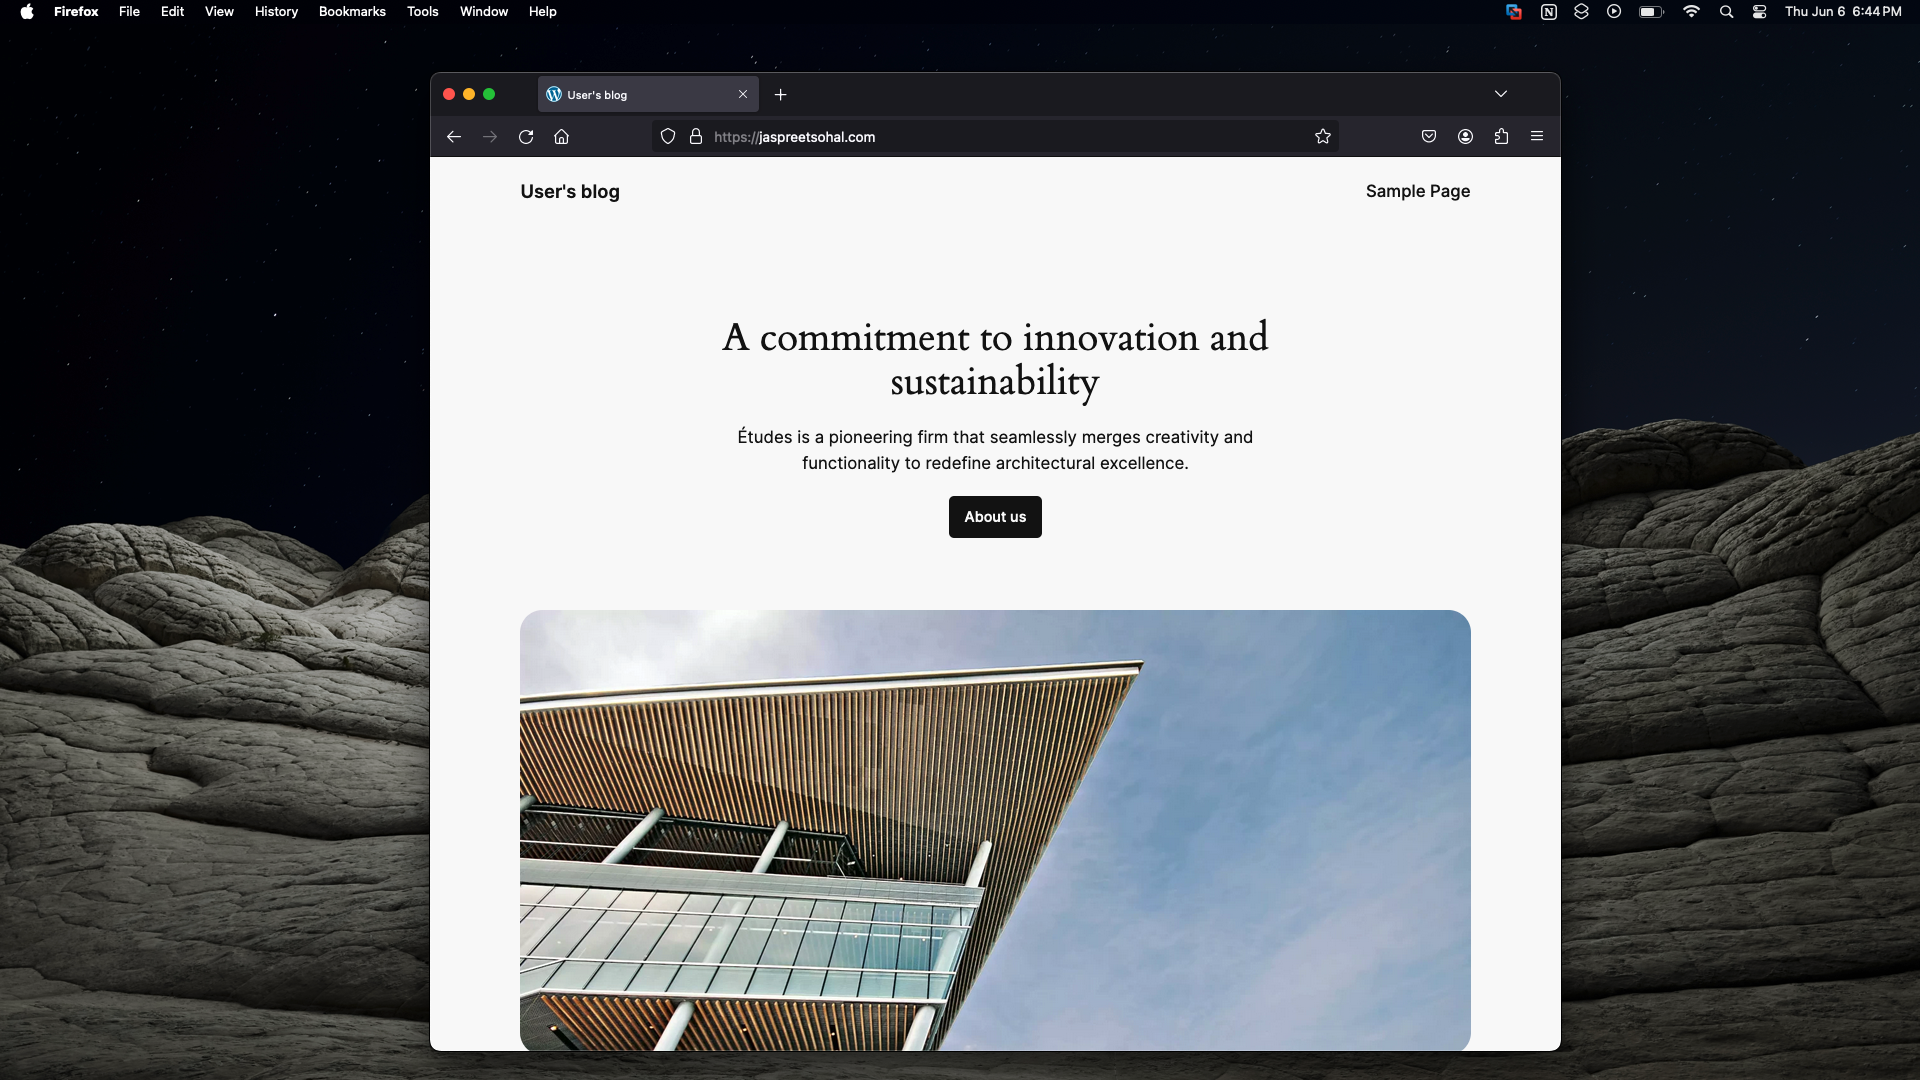 Firefox File Edit View History Bookmarks Tools Window Help
Thu Jun 6 6:44 PM
User's blog
https://jaspreetsohal.com
User's blog
Sample Page
A commitment to innovation and
sustainability
Études is a pioneering firm that seamlessly merges creativity and
functionality to redefine architectural excellence.
About us